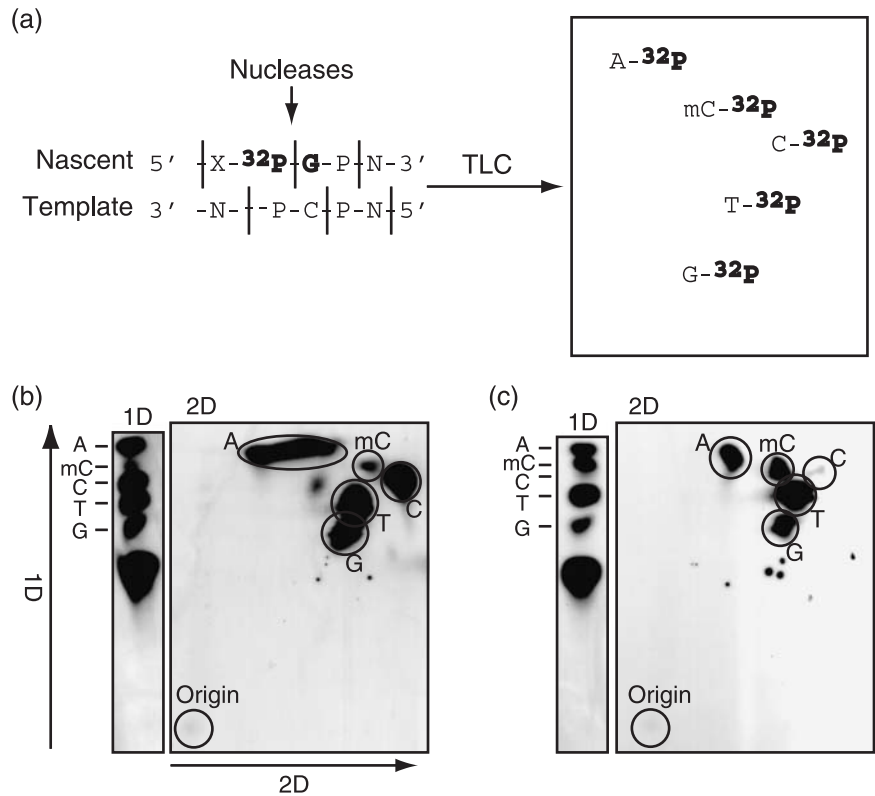 (a)
Nucleases
Nascent 5′ -X-32P-G-P-N-3′
Template 3′ -N--P-C-P-N-5′
TLC
A-32P
mC-32P
C-32P
T-32P
G-32P
(b)
1D
2D
A
mC
C
T
G
A
mC
C
T
G
Origin
1D
2D
(c)
1D
2D
A
mC
C
T
G
A
mC
C
T
G
Origin